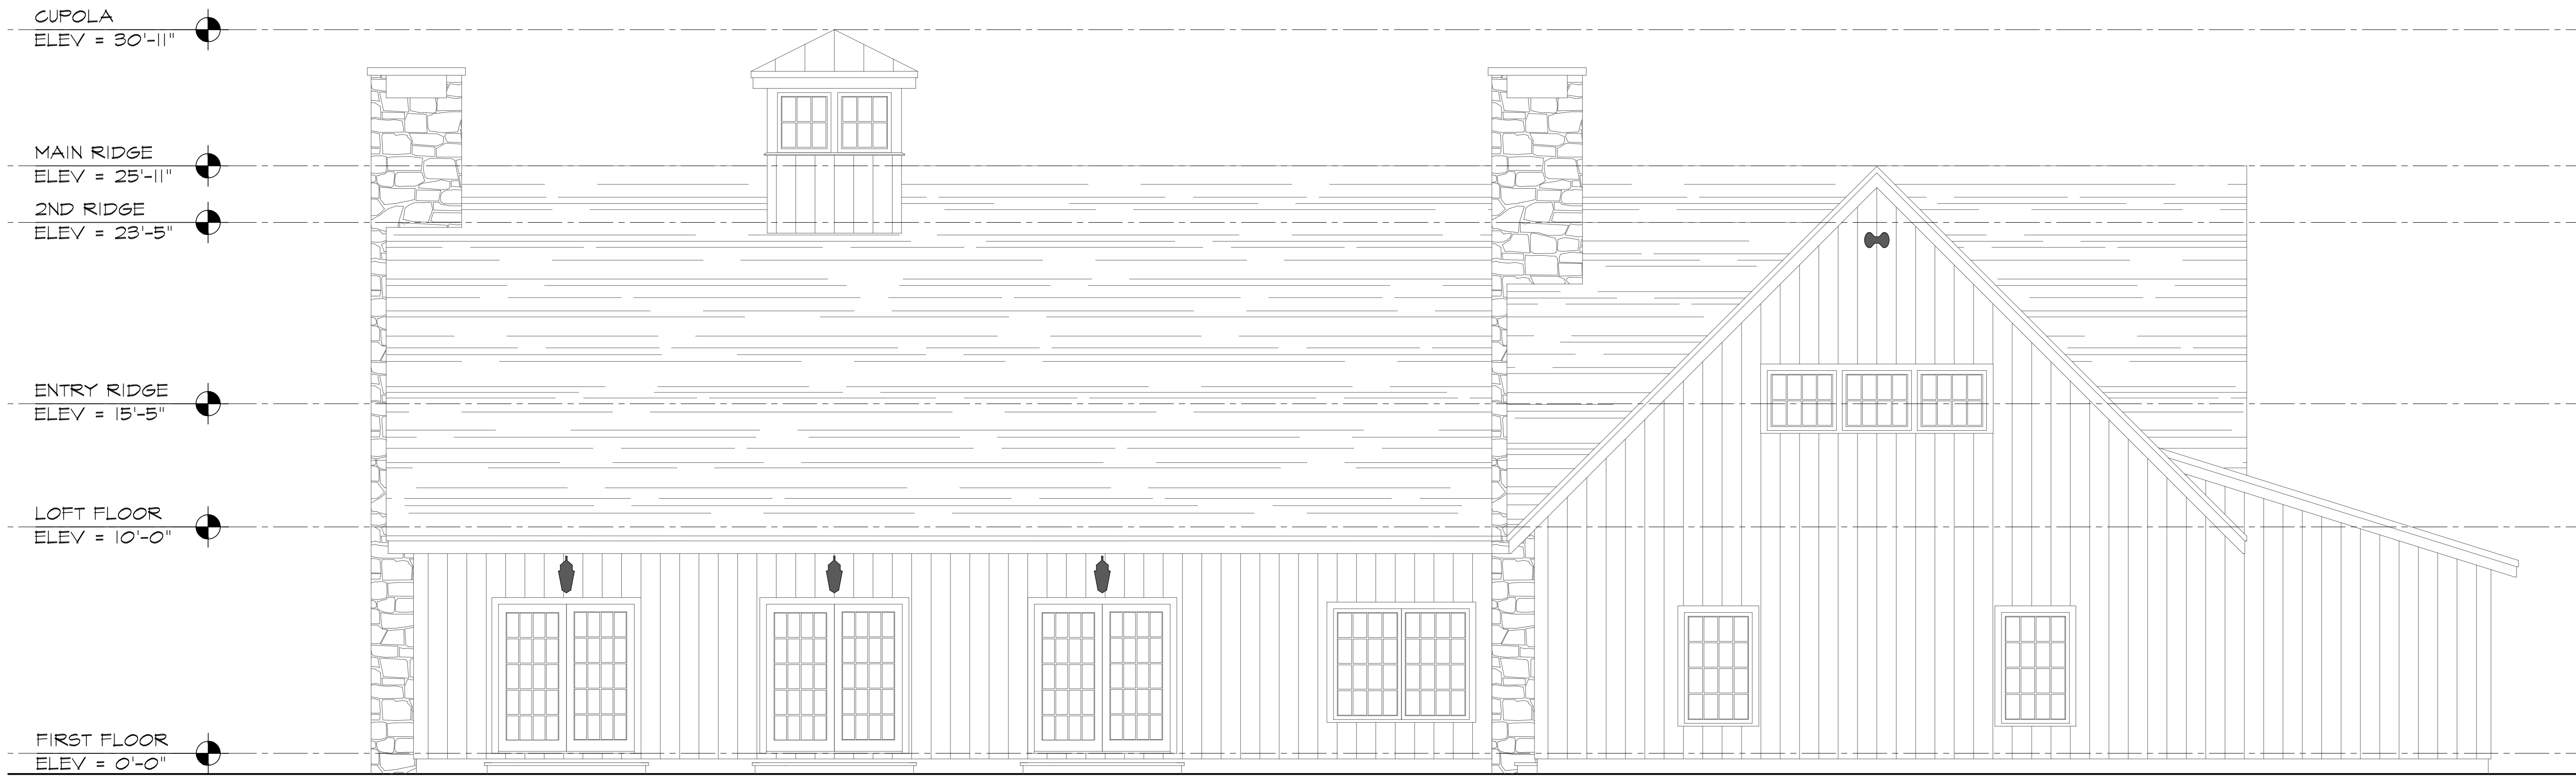 CUPOLA
ELEV = 30'-11"
MAIN RIDGE
ELEV = 25'-11"
2ND RIDGE
ELEV = 23'-5"
ENTRY RIDGE
ELEV = 15'-5"
LOFT FLOOR
ELEV = 10'-0"
FIRST FLOOR
ELEV = 0'-0"